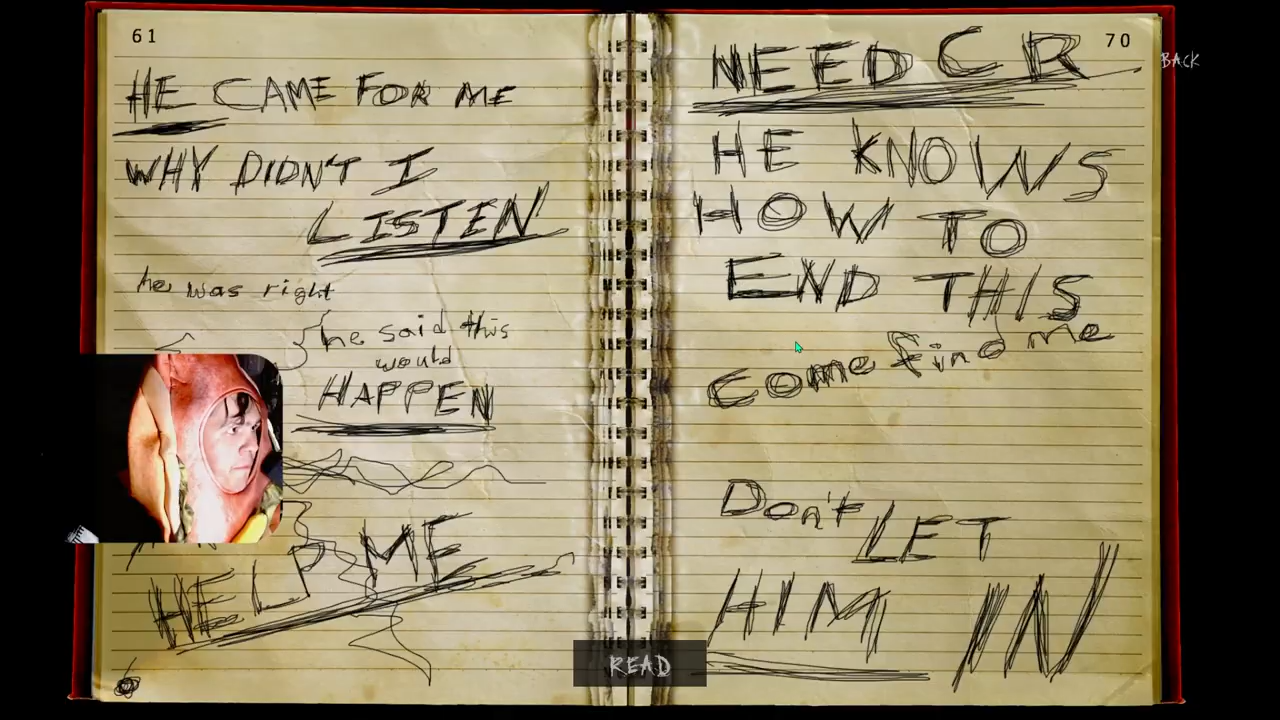 61
HE CAME FOR ME
WHY DIDN'T I
LISTEN
he was right
he said this
would
HAPPEN
HELP ME
70
BACK
NEED CR
HE KNOWS
HOW TO
END THIS
come find me
Don't LET
HIM IN
READ